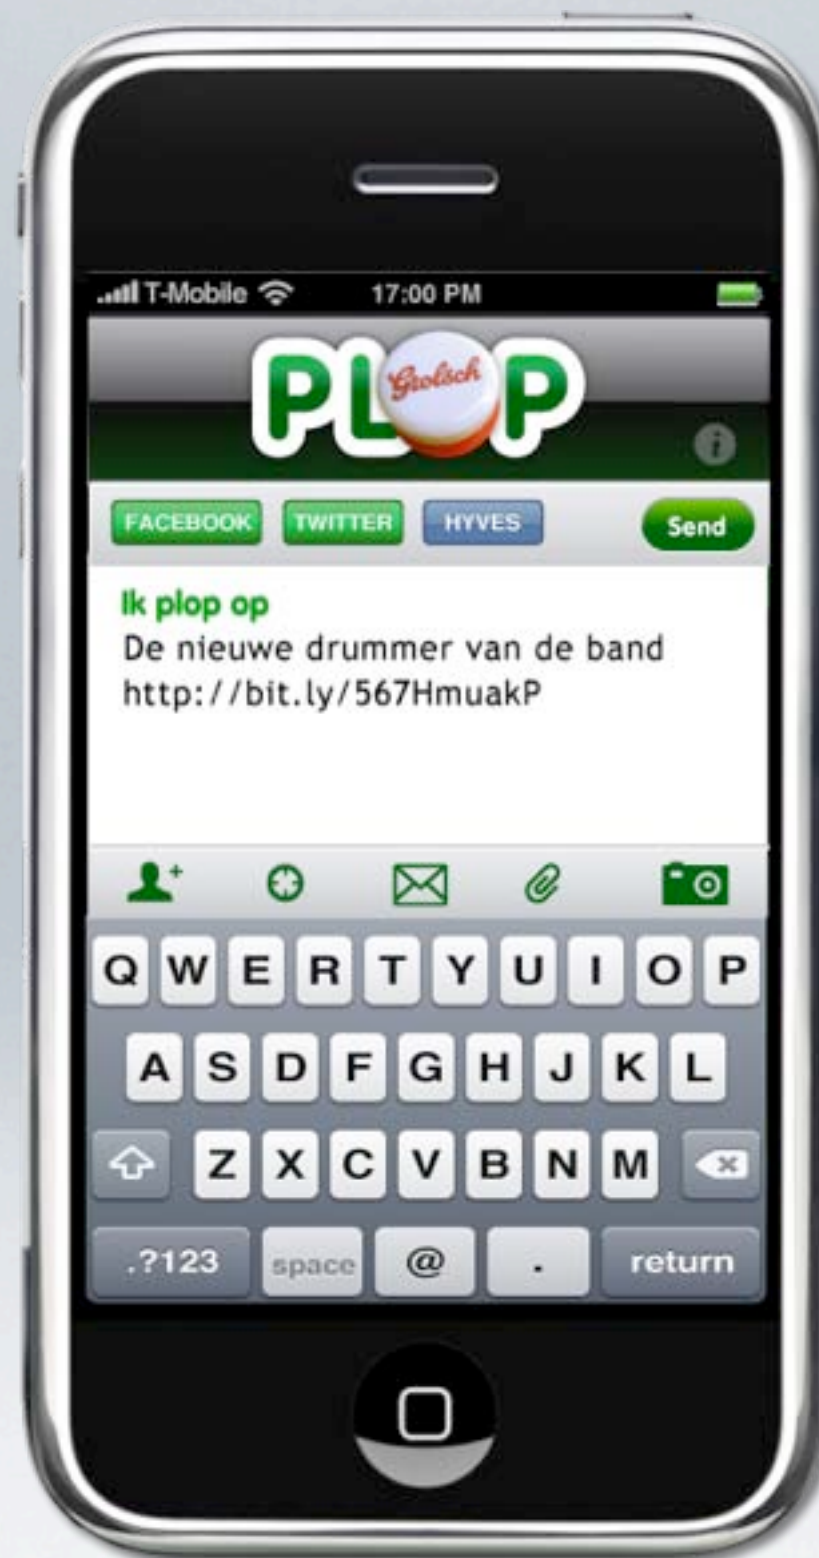 T-Mobile 17:00 PM
PLOP
Grolsch
i
FACEBOOK TWITTER HYVES Send
Ik plop op
De nieuwe drummer van de band
http://bit.ly/567HmuakP
Q W E R T Y U I O P
A S D F G H J K L
Z X C V B N M
.?123 space @ . return